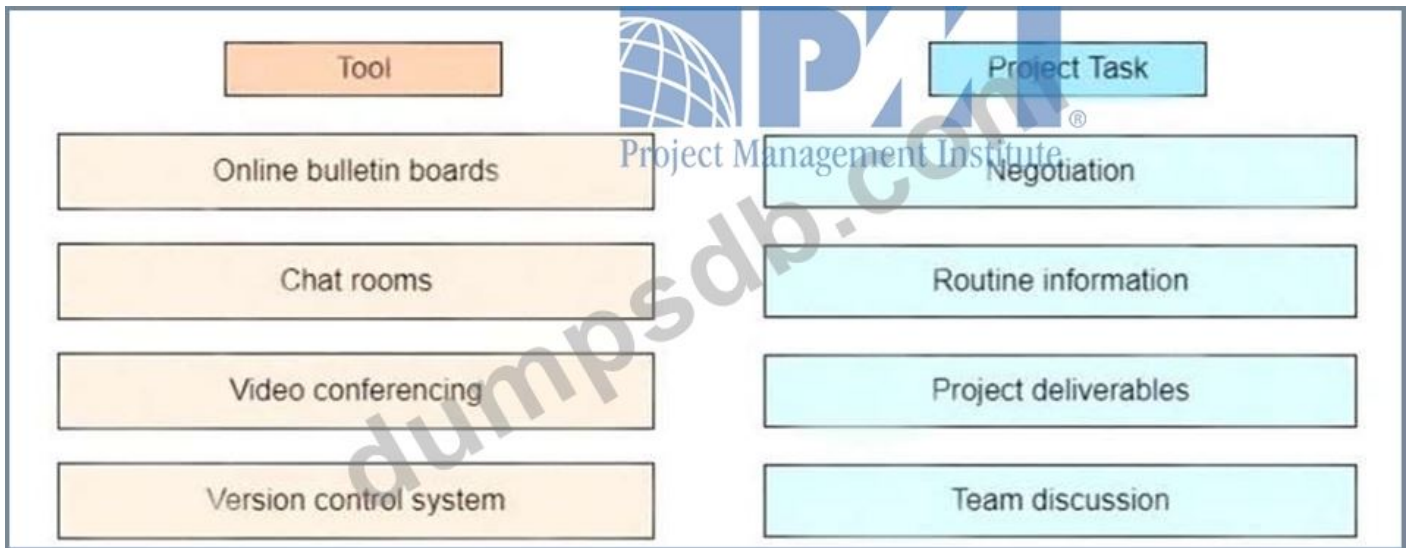 PMI®
Project Management Institute
Tool
Project Task
Online bulletin boards
Negotiation
Chat rooms
Routine information
Video conferencing
Project deliverables
Version control system
Team discussion
dumpsdb.com